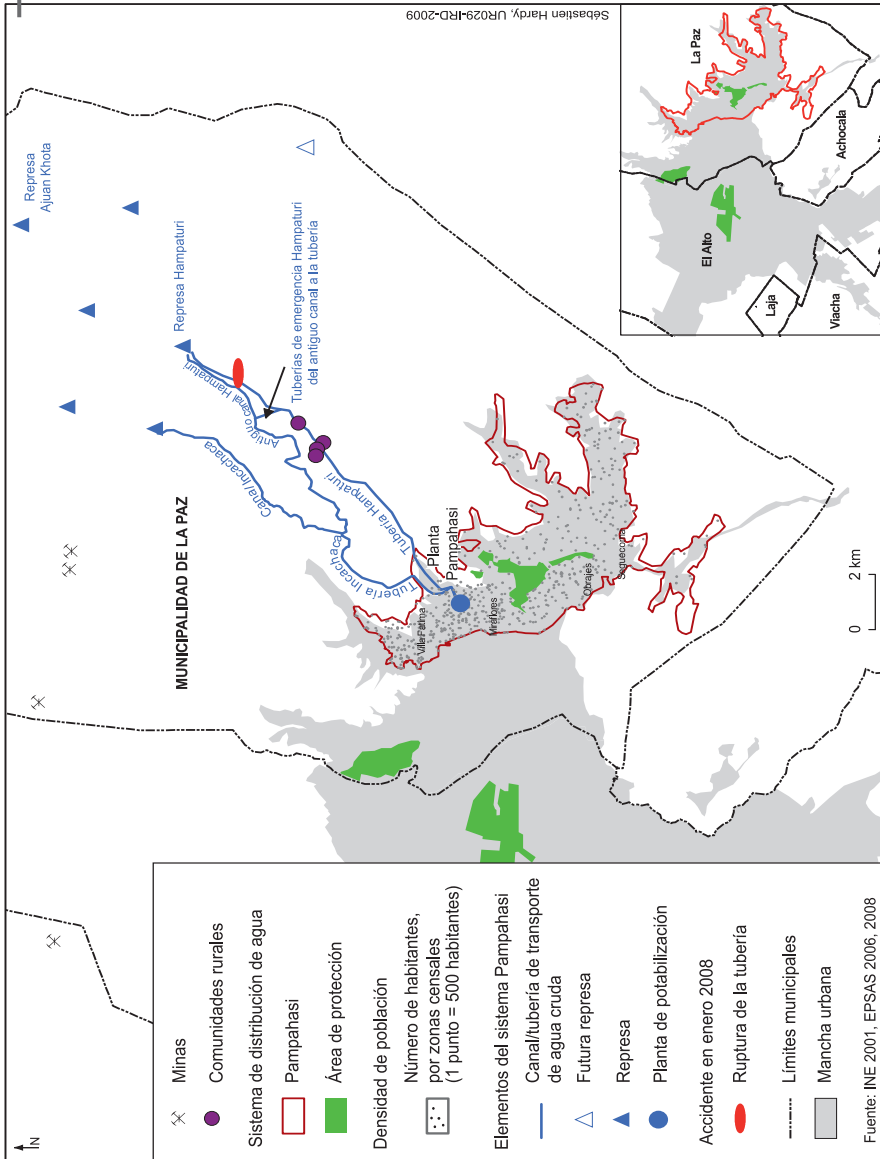 N
Minas
Comunidades rurales
Sistema de distribución de agua
Pampahasi
Área de protección
Densidad de población
Número de habitantes,
por zonas censales
(1 punto = 500 habitantes)
Elementos del sistema Pampahasi
Canal/tubería de transporte
de agua cruda
Futura represa
Represa
Planta de potabilización
Accidente en enero 2008
Ruptura de la tubería
Límites municipales
Mancha urbana
Fuente: INE 2001, EPSAS 2006, 2008
MUNICIPALIDAD DE LA PAZ
Represa
Ajuan Khota
Represa Hampaturi
Antiguo canal Hampaturi
Tuberías de emergencia Hampaturi
del antiguo canal a la tubería
Canal Incachaca
Tubería Hampaturi
Tubería Incachaca
Planta
Pampahasi
Villa Fátima
Miraflores
Obrajes
Seguecoma
0 2 km
La Paz
El Alto
Achocala
Laja
Viacha
Sébastien Hardy, UR029-IRD-2009